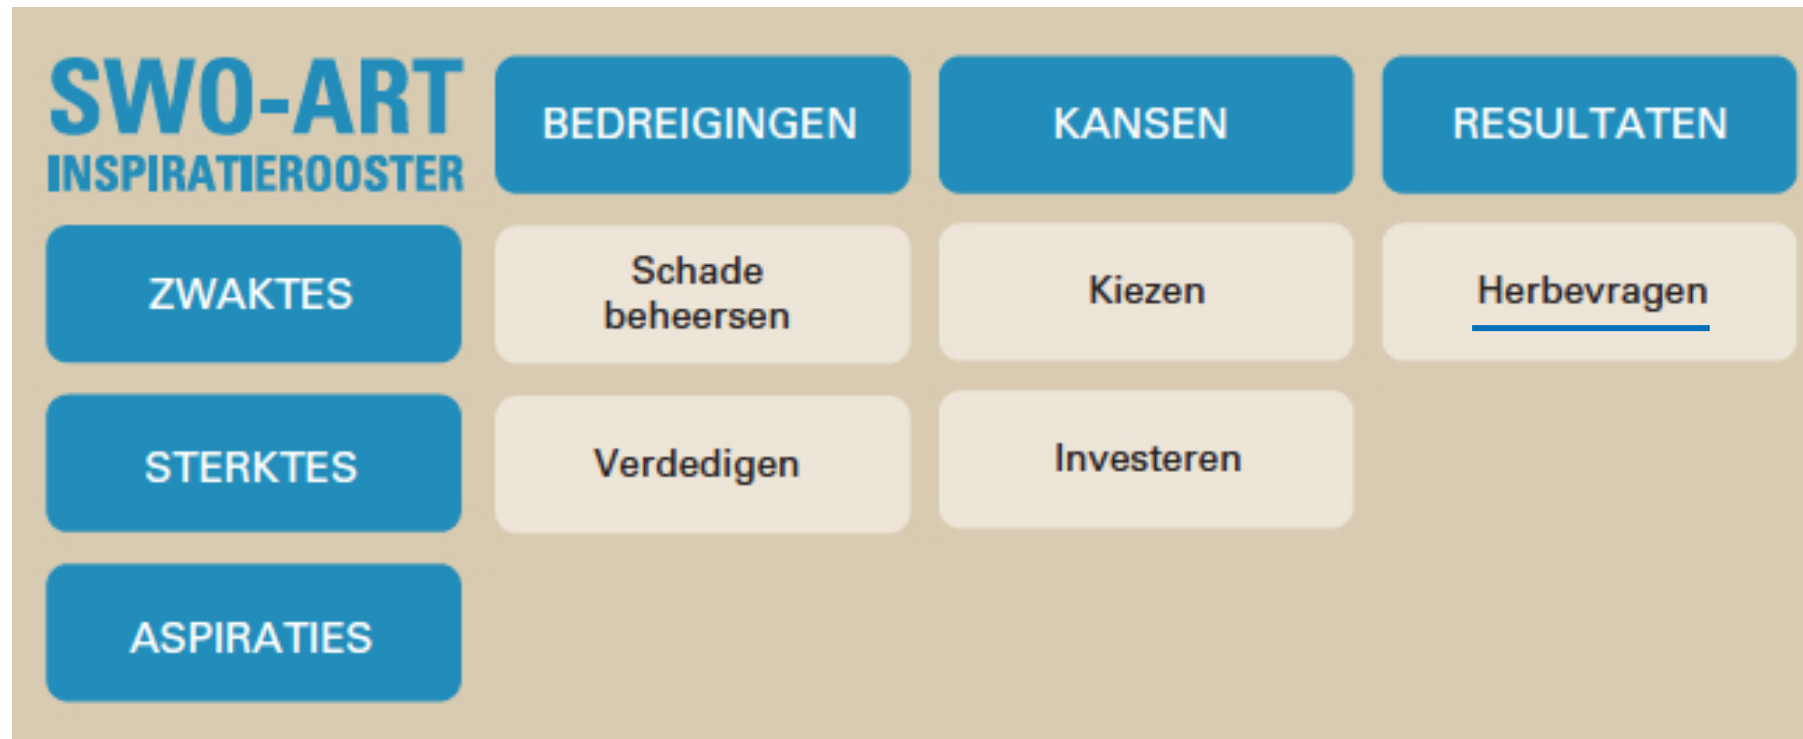 SWO-ART
INSPIRATIEROOSTER
BEDREIGINGEN
KANSEN
RESULTATEN
ZWAKTES
Schade
beheersen
Kiezen
Herbevragen
STERKTES
Verdedigen
Investeren
ASPIRATIES